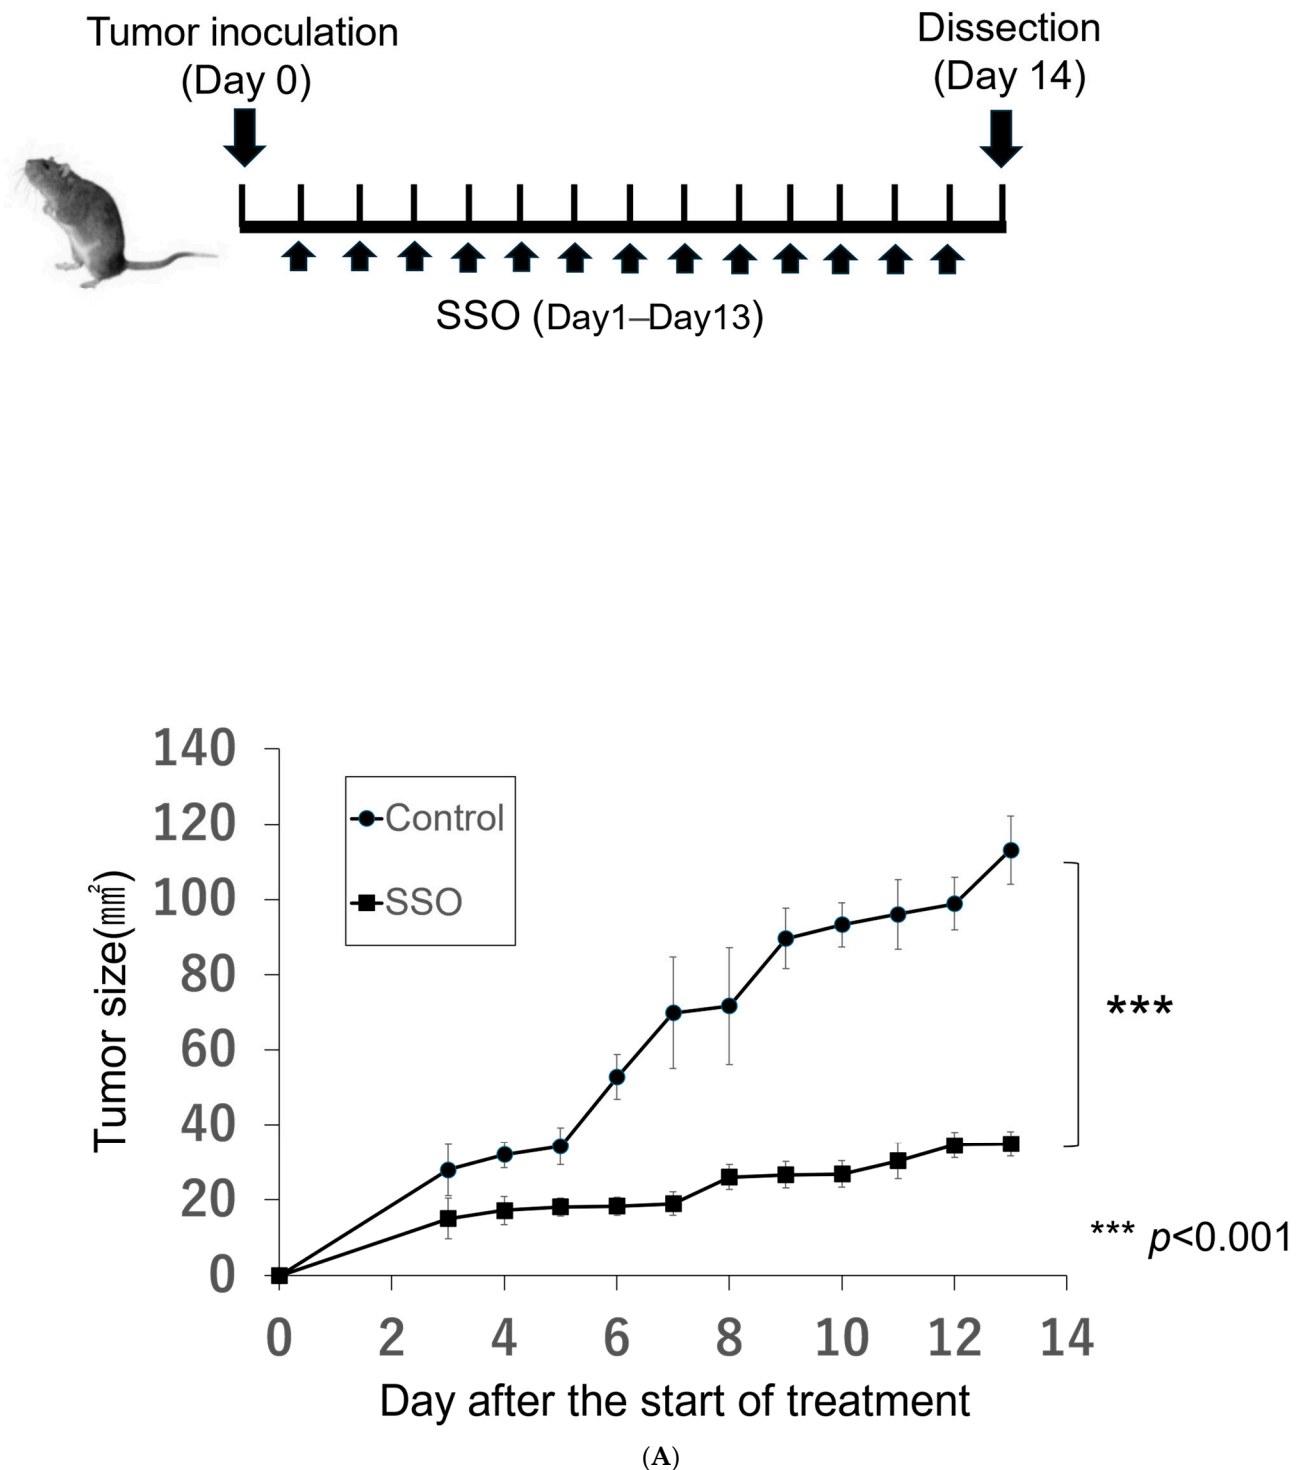 Tumor inoculation
(Day 0)
Dissection
(Day 14)
SSO (Day1–Day13)
140
120
100
80
60
40
20
0
Tumor size(㎟)
Control
SSO
***
*** p<0.001
0 2 4 6 8 10 12 14
Day after the start of treatment
(A)